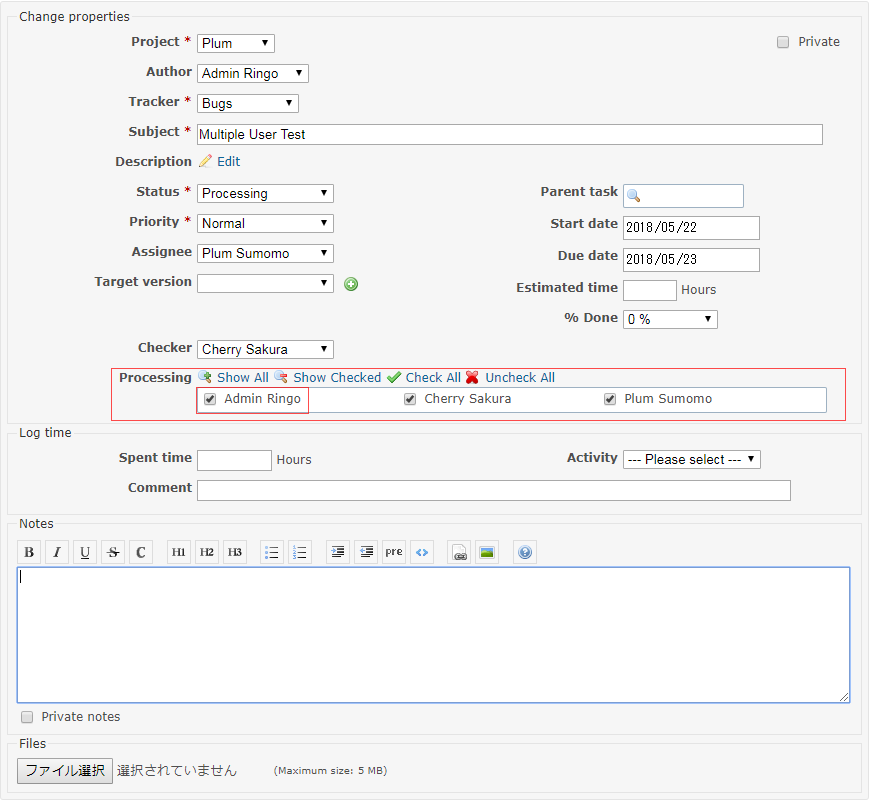 Change properties
Project * Plum Private
Author Admin Ringo
Tracker * Bugs
Subject * Multiple User Test
Description Edit
Status * Processing Parent task
Priority * Normal Start date 2018/05/22
Assignee Plum Sumomo Due date 2018/05/23
Target version Estimated time Hours
% Done 0 %
Checker Cherry Sakura
Processing Show All Show Checked Check All Uncheck All
Admin Ringo Cherry Sakura Plum Sumomo
Log time
Spent time Hours Activity --- Please select ---
Comment
Notes
B I U S C H1 H2 H3 pre
Private notes
Files
ファイル選択 選択されていません (Maximum size: 5 MB)